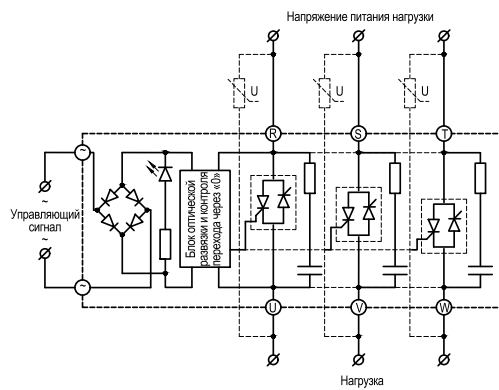 Напряжение питания нагрузки
U U U
R S T
~
Управляющий
~
сигнал
~
Блок оптической
развязки и контроля
перехода через «0»
~
U V W
Нагрузка